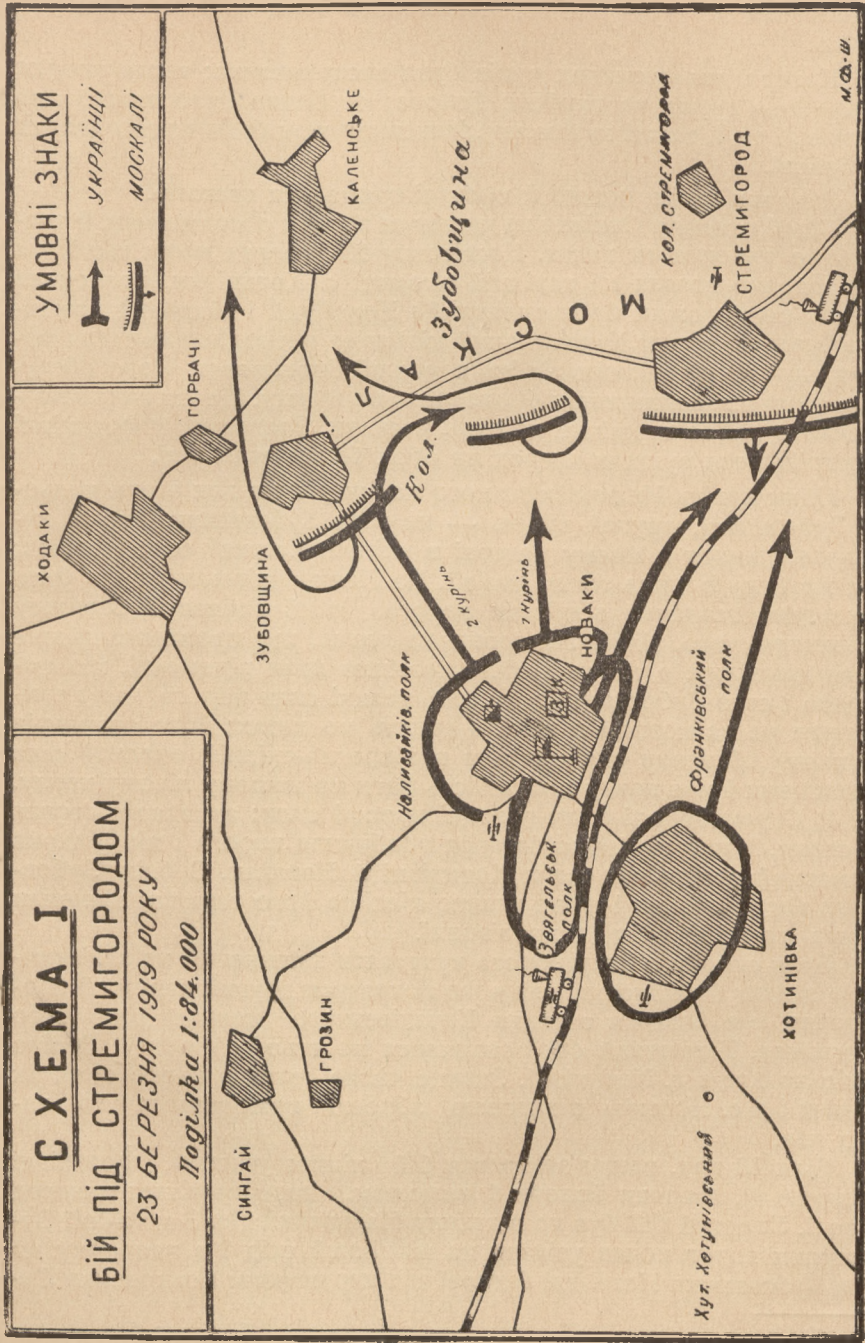 СХЕМА I
БІЙ ПІД СТРЕМИГОРОДОМ
23 БЕРЕЗНЯ 1919 РОКУ
Поділка 1:84.000
УМОВНІ ЗНАКИ
УКРАЇНЦІ
МОСКАЛІ
ХОДАКИ
ГОРБАЧІ
КАЛЕНСЬКЕ
ЗУБОВЩИНА
Кол. Зубовщина
МОСКАЛІ
СИНГАЙ
ГРОЗИН
Наливайків. полк
2 курінь
1 курінь
НОВАКИ
З К.
Звягельськ.
полк
Франківський
полк
КОЛ. СТРЕМИГОРОД
СТРЕМИГОРОД
ХОТИНІВКА
Хут. Хотунівський
М.Ф.-Ш.